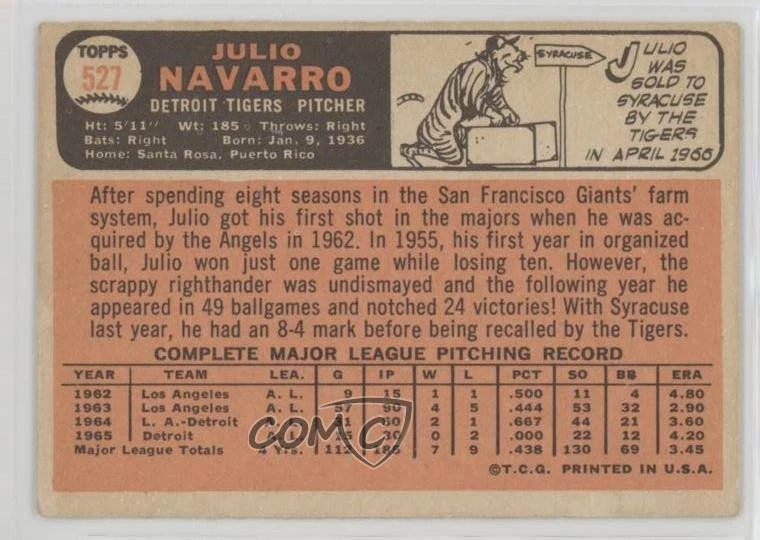 TOPPS
527
JULIO
NAVARRO
DETROIT TIGERS PITCHER
Ht: 5'11" Wt: 185 Throws: Right
Bats: Right Born: Jan. 9, 1936
Home: Santa Rosa, Puerto Rico
SYRACUSE
JULIO
WAS
SOLD TO
SYRACUSE
BY THE
TIGERS
IN APRIL 1966
After spending eight seasons in the San Francisco Giants' farm
system, Julio got his first shot in the majors when he was ac-
quired by the Angels in 1962. In 1955, his first year in organized
ball, Julio won just one game while losing ten. However, the
scrappy righthander was undismayed and the following year he
appeared in 49 ballgames and notched 24 victories! With Syracuse
last year, he had an 8-4 mark before being recalled by the Tigers.
COMPLETE MAJOR LEAGUE PITCHING RECORD
YEAR TEAM LEA. G IP W L PCT SO BB ERA
1962 Los Angeles A. L. 9 15 1 1 .500 11 4 4.80
1963 Los Angeles A. L. 57 90 4 5 .444 53 32 2.90
1964 L. A.-Detroit A. L. 2 1 .667 44 21 3.60
1965 Detroit A. L. 30 0 2 .000 22 12 4.20
Major League Totals 4 Yrs. 112 7 9 .438 130 69 3.45
COMC
©T.C.G. PRINTED IN U.S.A.